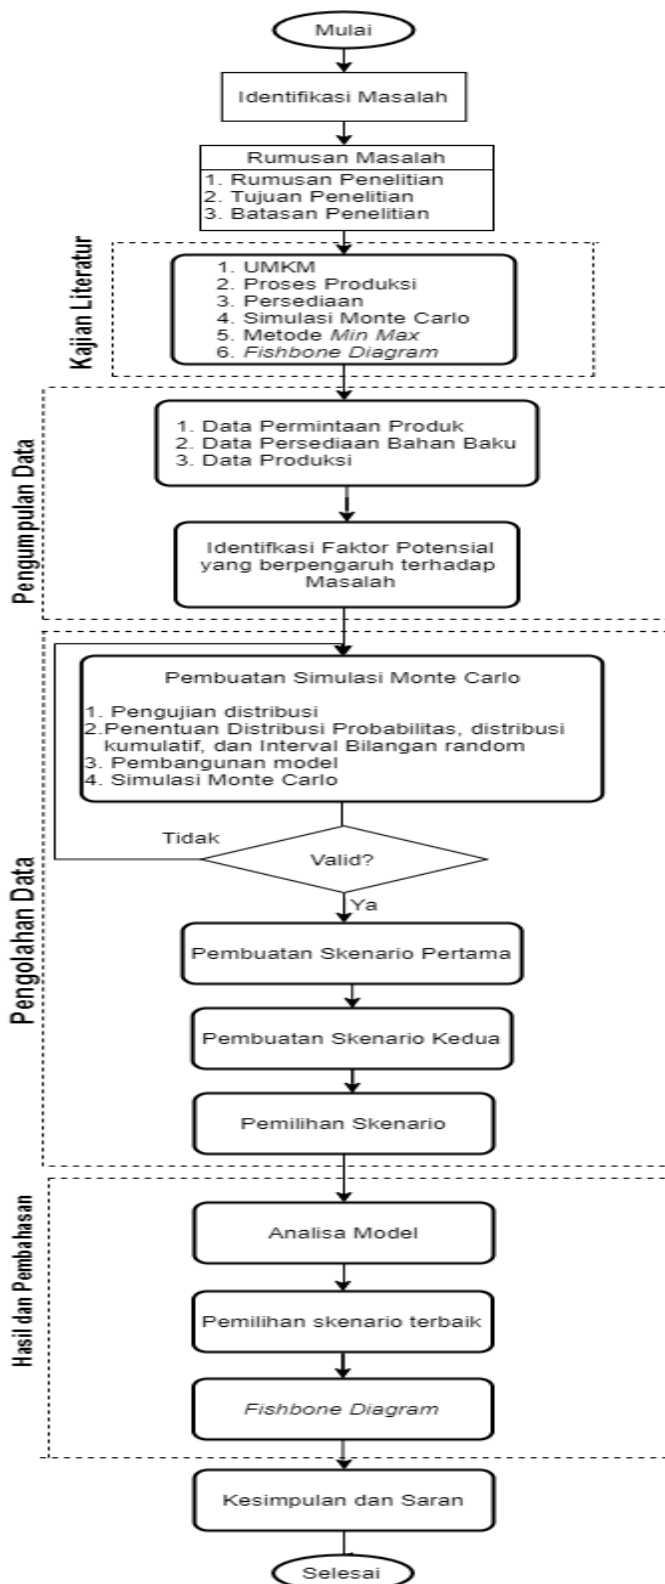 Mulai
Identifikasi Masalah
Rumusan Masalah
1. Rumusan Penelitian
2. Tujuan Penelitian
3. Batasan Penelitian
Kajian Literatur
1. UMKM
2. Proses Produksi
3. Persediaan
4. Simulasi Monte Carlo
5. Metode Min Max
6. Fishbone Diagram
Pengumpulan Data
1. Data Permintaan Produk
2. Data Persediaan Bahan Baku
3. Data Produksi
Identifkasi Faktor Potensial
yang berpengaruh terhadap
Masalah
Pengolahan Data
Pembuatan Simulasi Monte Carlo
1. Pengujian distribusi
2.Penentuan Distribusi Probabilitas, distribusi
kumulatif, dan Interval Bilangan random
3. Pembangunan model
4. Simulasi Monte Carlo
Tidak
Valid?
Ya
Pembuatan Skenario Pertama
Pembuatan Skenario Kedua
Pemilihan Skenario
Hasil dan Pembahasan
Analisa Model
Pemilihan skenario terbaik
Fishbone Diagram
Kesimpulan dan Saran
Selesai